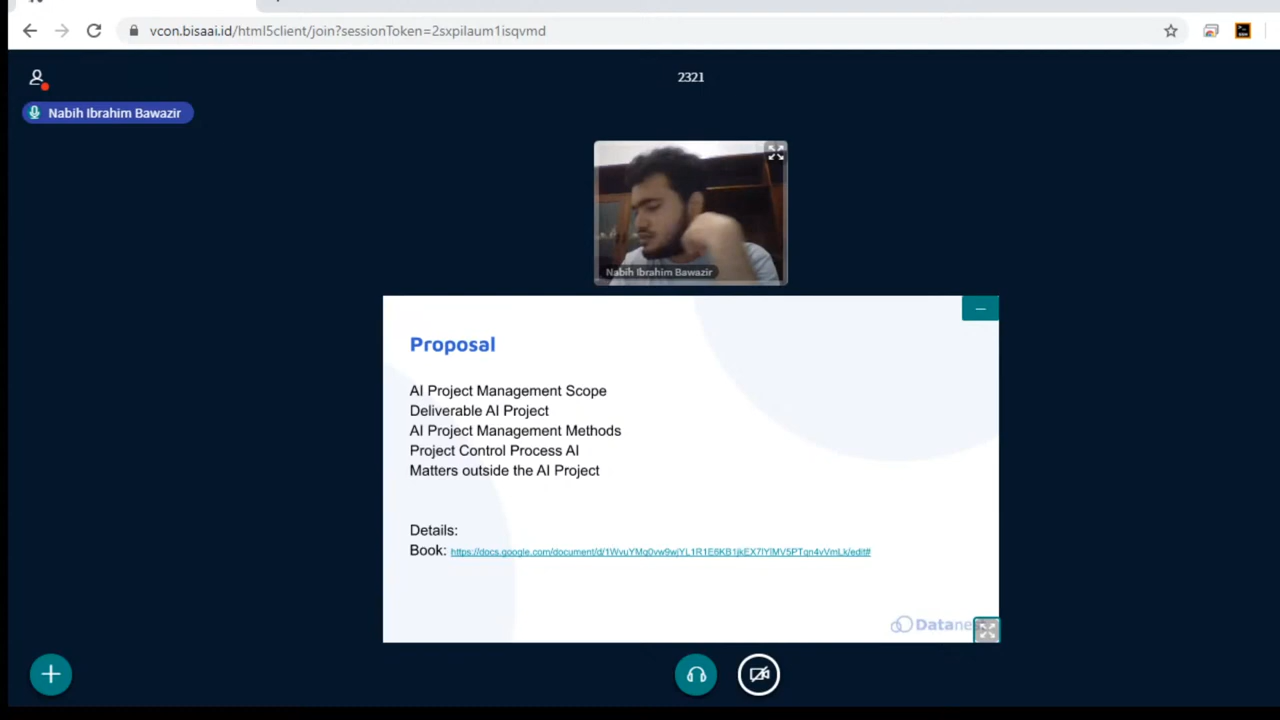 vcon.bisaai.id/html5client/join?sessionToken=2sxpilaum1isqvmd
2321
Nabih Ibrahim Bawazir
Nabih Ibrahim Bawazir
Proposal
AI Project Management Scope
Deliverable AI Project
AI Project Management Methods
Project Control Process AI
Matters outside the AI Project
Details:
Book: